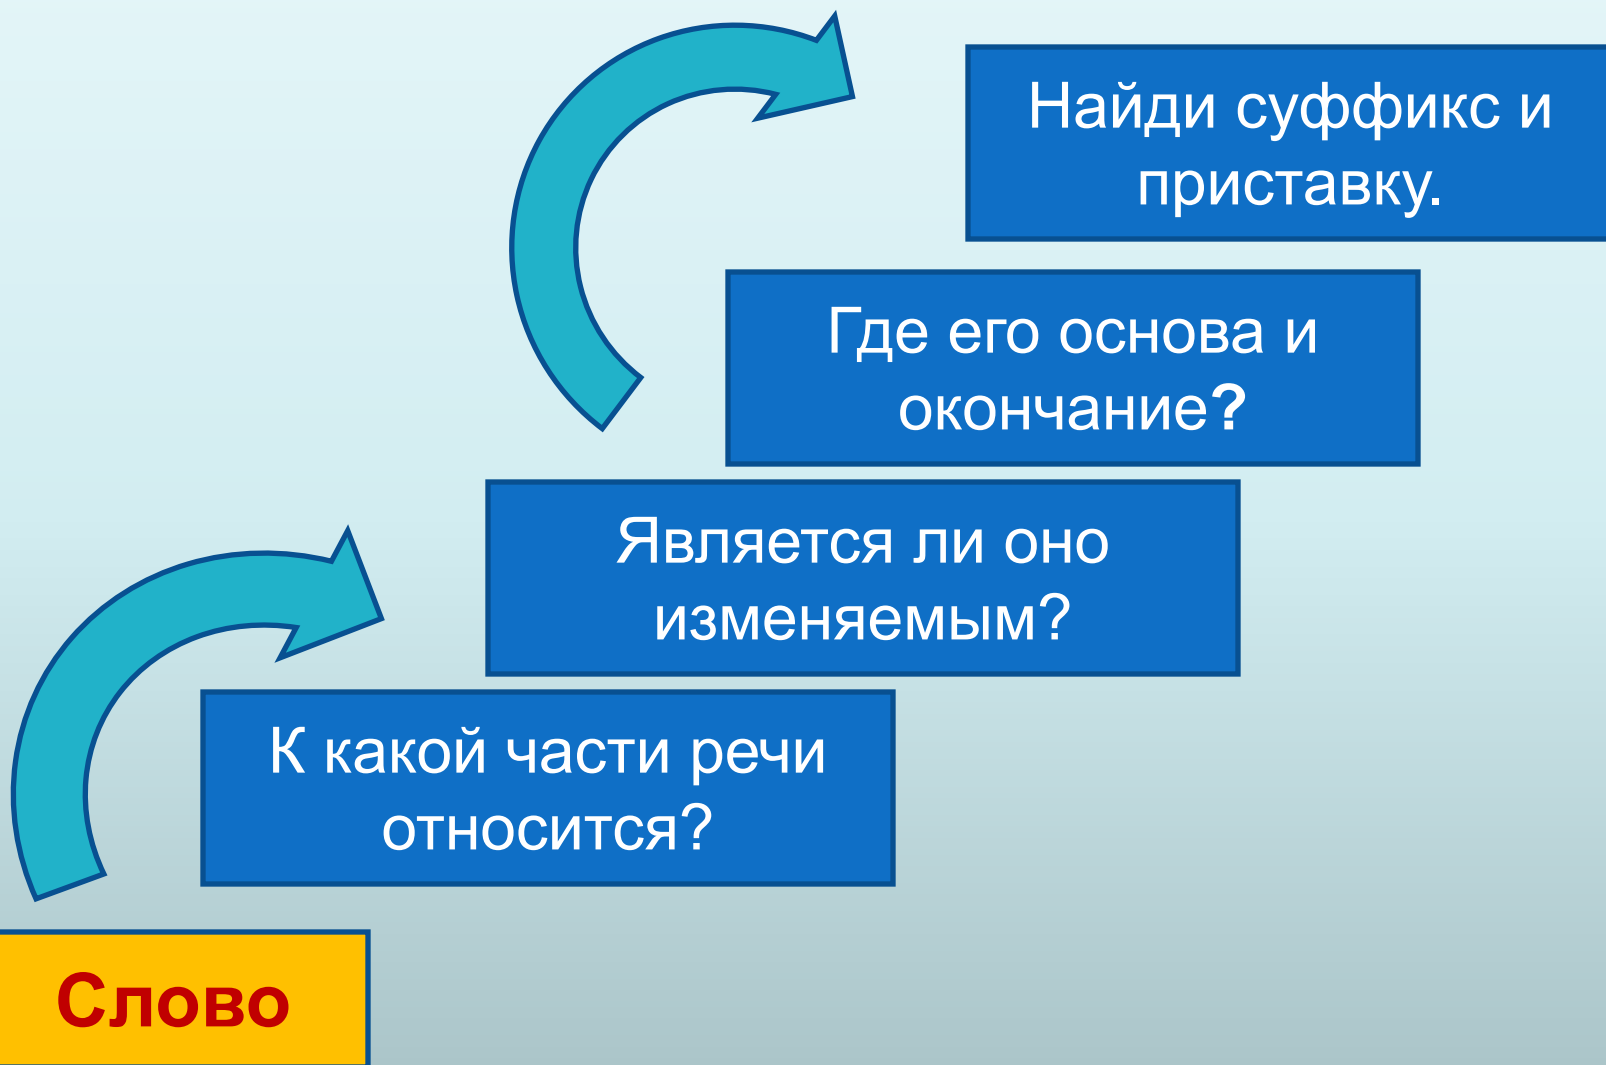 Найди суффикс и
приставку.
Где его основа и
окончание?
Является ли оно
изменяемым?
К какой части речи
относится?
Слово